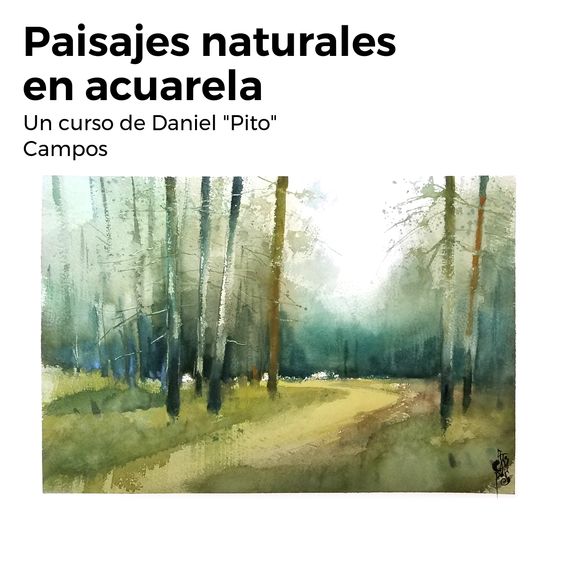 Paisajes naturales
en acuarela
Un curso de Daniel "Pito"
Campos